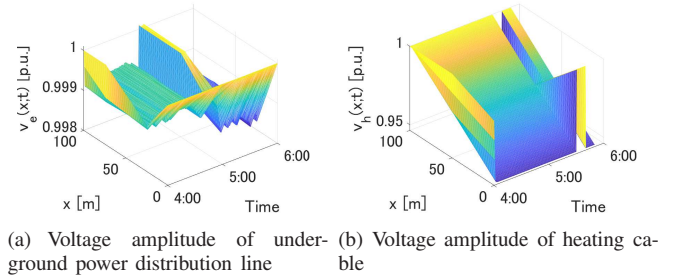 1
0.999
0.998
100
50
0
4:00
5:00
6:00
v_e(x;t) [p.u.]
x [m]
Time
1
0.95
100
50
0
4:00
5:00
6:00
v_h(x;t) [p.u.]
x [m]
Time
(a) Voltage amplitude of under-
ground power distribution line
(b) Voltage amplitude of heating ca-
ble